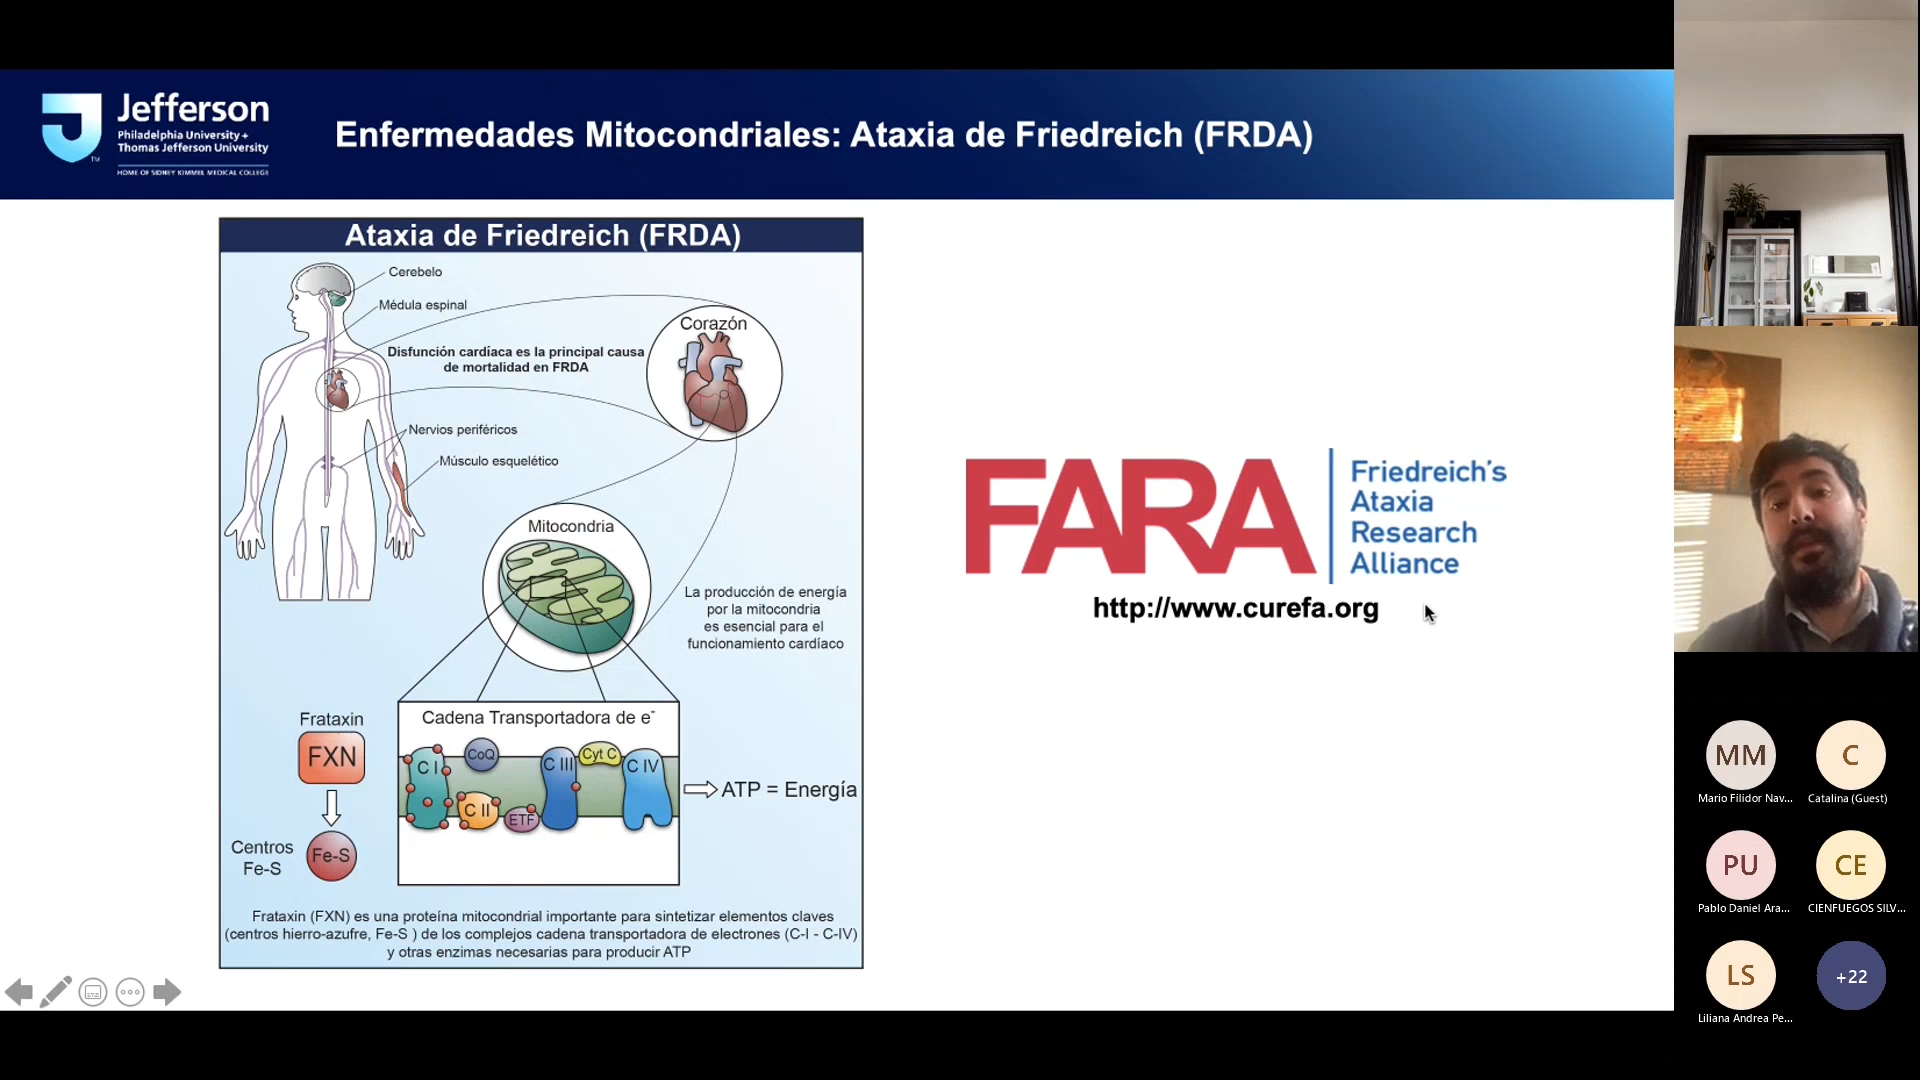 Jefferson
Philadelphia University +
Thomas Jefferson University
HOME OF SIDNEY KIMMEL MEDICAL COLLEGE
Enfermedades Mitocondriales: Ataxia de Friedreich (FRDA)
Ataxia de Friedreich (FRDA)
Cerebelo
Médula espinal
Corazón
Disfunción cardíaca es la principal causa
de mortalidad en FRDA
Nervios periféricos
Músculo esquelético
Mitocondria
La producción de energía
por la mitocondria
es esencial para el
funcionamiento cardíaco
Frataxin
FXN
Centros
Fe-S
Fe-S
Cadena Transportadora de e-
C I
CoQ
C II
ETF
C III
Cyt C
C IV
ATP = Energía
Frataxin (FXN) es una proteína mitocondrial importante para sintetizar elementos claves
(centros hierro-azufre, Fe-S ) de los complejos cadena transportadora de electrones (C-I - C-IV)
y otras enzimas necesarias para producir ATP
FARA
Friedreich's
Ataxia
Research
Alliance
http://www.curefa.org
MM
Mario Filidor Nav...
C
Catalina (Guest)
PU
Pablo Daniel Ara...
CE
CIENFUEGOS SILV...
LS
Liliana Andrea Pe...
+22